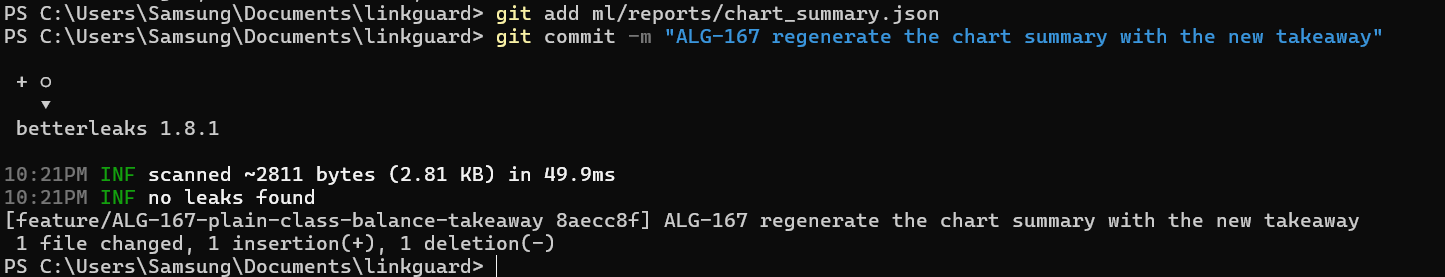 PS C:\Users\Samsung\Documents\linkguard> git add ml/reports/chart_summary.json
PS C:\Users\Samsung\Documents\linkguard> git commit -m "ALG-167 regenerate the chart summary with the new takeaway"
+ o
▾
betterleaks 1.8.1
10:21PM INF scanned ~2811 bytes (2.81 KB) in 49.9ms
10:21PM INF no leaks found
[feature/ALG-167-plain-class-balance-takeaway 8aecc8f] ALG-167 regenerate the chart summary with the new takeaway
1 file changed, 1 insertion(+), 1 deletion(-)
PS C:\Users\Samsung\Documents\linkguard>